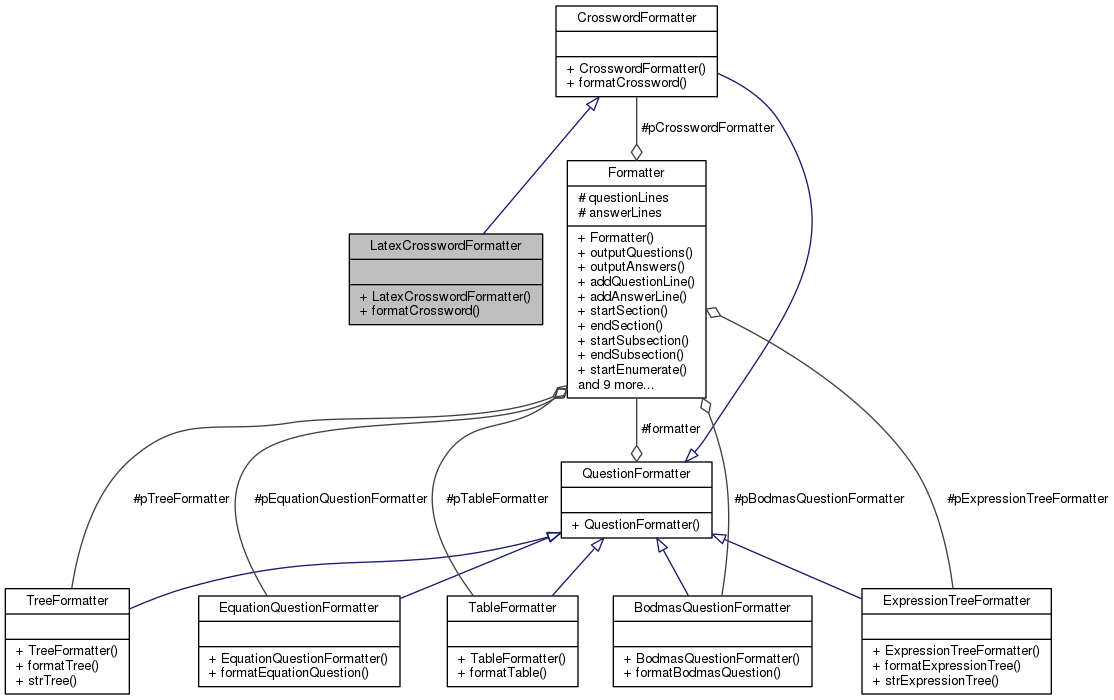 CrosswordFormatter
+ CrosswordFormatter()
+ formatCrossword()
#pCrosswordFormatter
Formatter
# questionLines
# answerLines
+ Formatter()
+ outputQuestions()
+ outputAnswers()
+ addQuestionLine()
+ addAnswerLine()
+ startSection()
+ endSection()
+ startSubsection()
+ endSubsection()
+ startEnumerate()
and 9 more...
LatexCrosswordFormatter
+ LatexCrosswordFormatter()
+ formatCrossword()
#formatter
QuestionFormatter
+ QuestionFormatter()
#pTreeFormatter
#pEquationQuestionFormatter
#pTableFormatter
#pBodmasQuestionFormatter
#pExpressionTreeFormatter
TreeFormatter
+ TreeFormatter()
+ formatTree()
+ strTree()
EquationQuestionFormatter
+ EquationQuestionFormatter()
+ formatEquationQuestion()
TableFormatter
+ TableFormatter()
+ formatTable()
BodmasQuestionFormatter
+ BodmasQuestionFormatter()
+ formatBodmasQuestion()
ExpressionTreeFormatter
+ ExpressionTreeFormatter()
+ formatExpressionTree()
+ strExpressionTree()